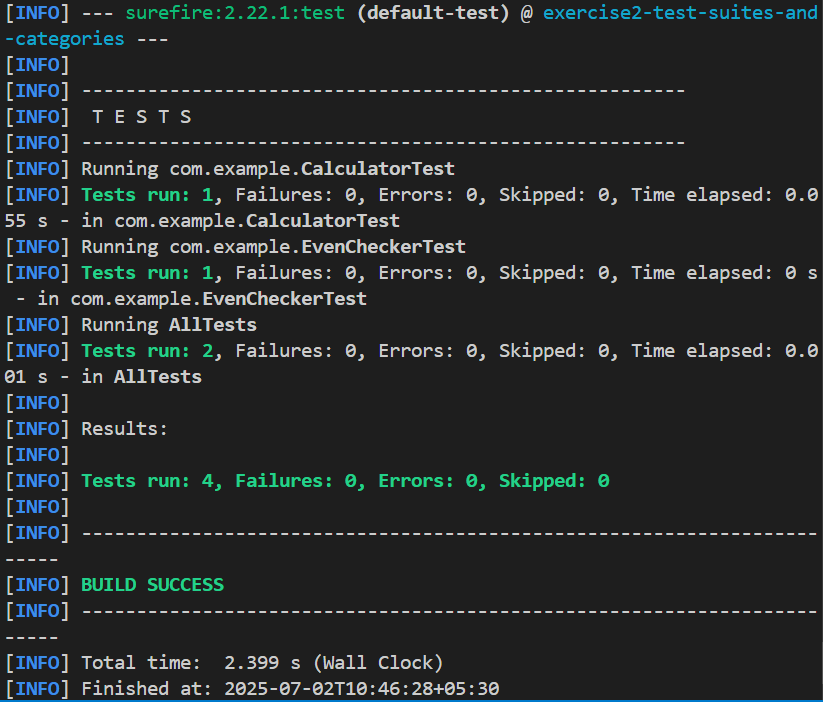 [INFO] --- surefire:2.22.1:test (default-test) @ exercise2-test-suites-and
-categories ---
[INFO]
[INFO] -------------------------------------------------------
[INFO]  T E S T S
[INFO] -------------------------------------------------------
[INFO] Running com.example.CalculatorTest
[INFO] Tests run: 1, Failures: 0, Errors: 0, Skipped: 0, Time elapsed: 0.0
55 s - in com.example.CalculatorTest
[INFO] Running com.example.EvenCheckerTest
[INFO] Tests run: 1, Failures: 0, Errors: 0, Skipped: 0, Time elapsed: 0 s
 - in com.example.EvenCheckerTest
[INFO] Running AllTests
[INFO] Tests run: 2, Failures: 0, Errors: 0, Skipped: 0, Time elapsed: 0.0
01 s - in AllTests
[INFO]
[INFO] Results:
[INFO]
[INFO] Tests run: 4, Failures: 0, Errors: 0, Skipped: 0
[INFO]
[INFO] -------------------------------------------------------------------
-----
[INFO] BUILD SUCCESS
[INFO] -------------------------------------------------------------------
-----
[INFO] Total time:  2.399 s (Wall Clock)
[INFO] Finished at: 2025-07-02T10:46:28+05:30